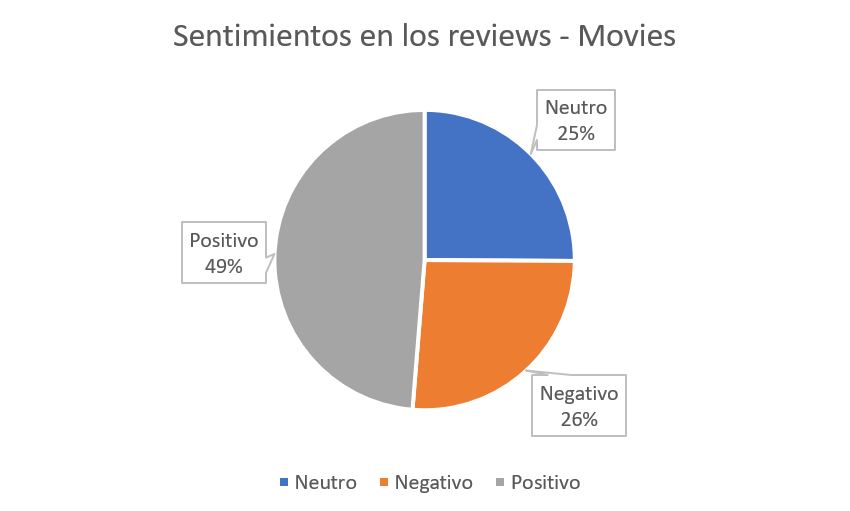 Sentimientos en los reviews - Movies
Neutro
25%
Positivo
49%
Negativo
26%
Neutro Negativo Positivo